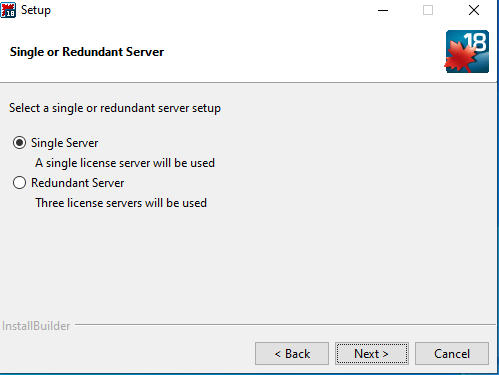 18 Setup
Single or Redundant Server
18
Select a single or redundant server setup
Single Server
A single license server will be used
Redundant Server
Three license servers will be used
InstallBuilder
< Back
Next >
Cancel